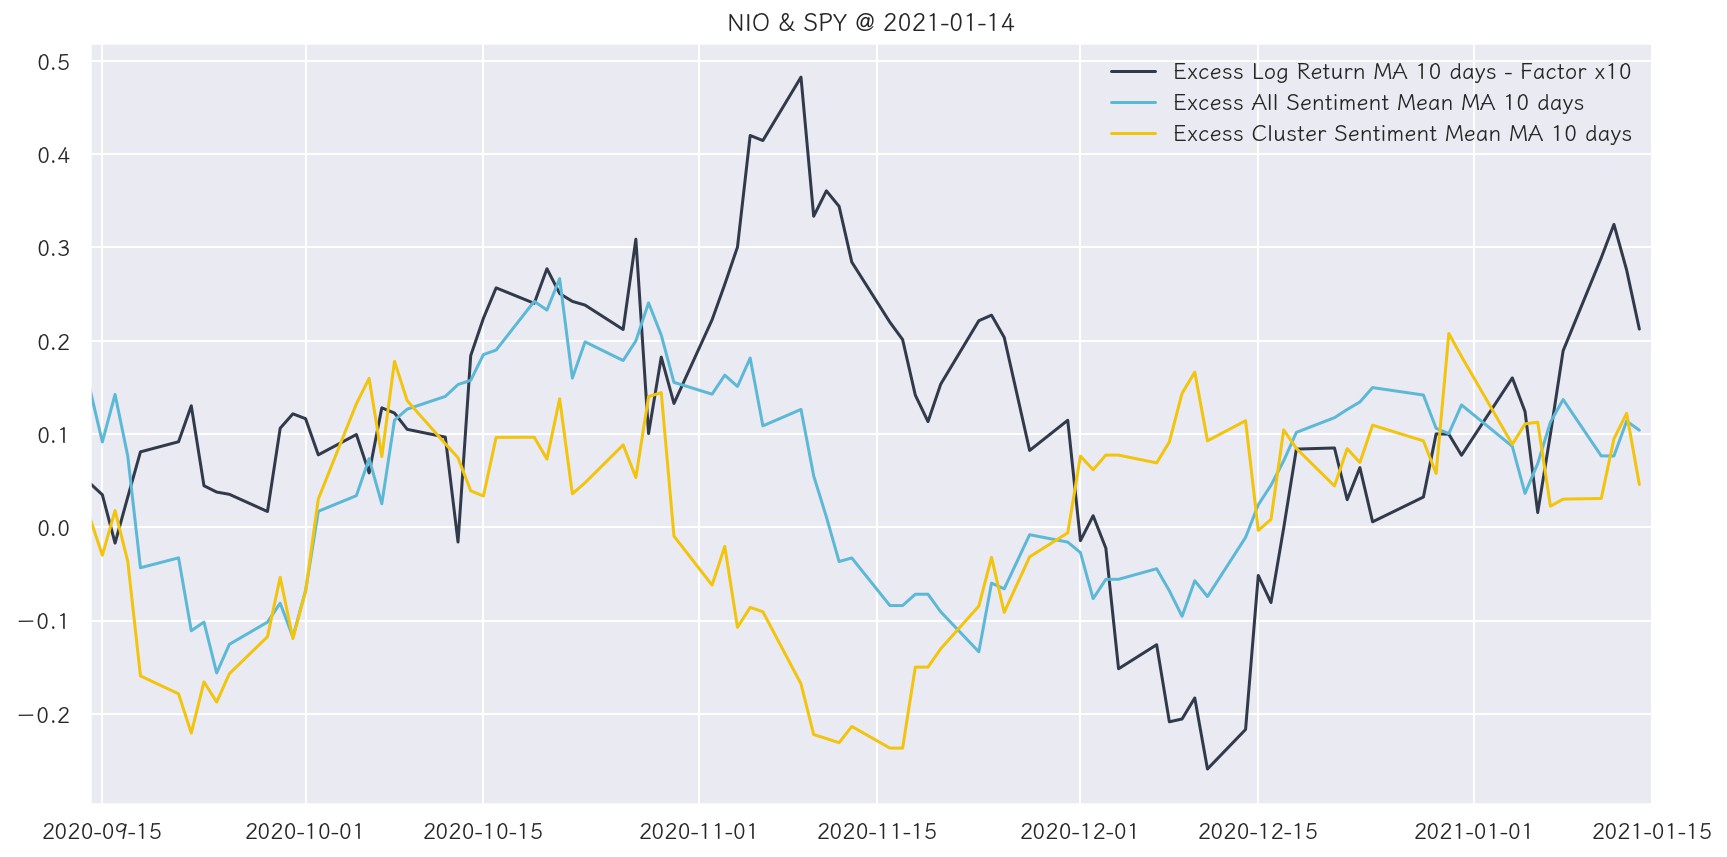 NIO & SPY @ 2021-01-14
Excess Log Return MA 10 days - Factor x10
Excess All Sentiment Mean MA 10 days
Excess Cluster Sentiment Mean MA 10 days
0.5
0.4
0.3
0.2
0.1
0.0
−0.1
−0.2
2020-09-15 2020-10-01 2020-10-15 2020-11-01 2020-11-15 2020-12-01 2020-12-15 2021-01-01 2021-01-15